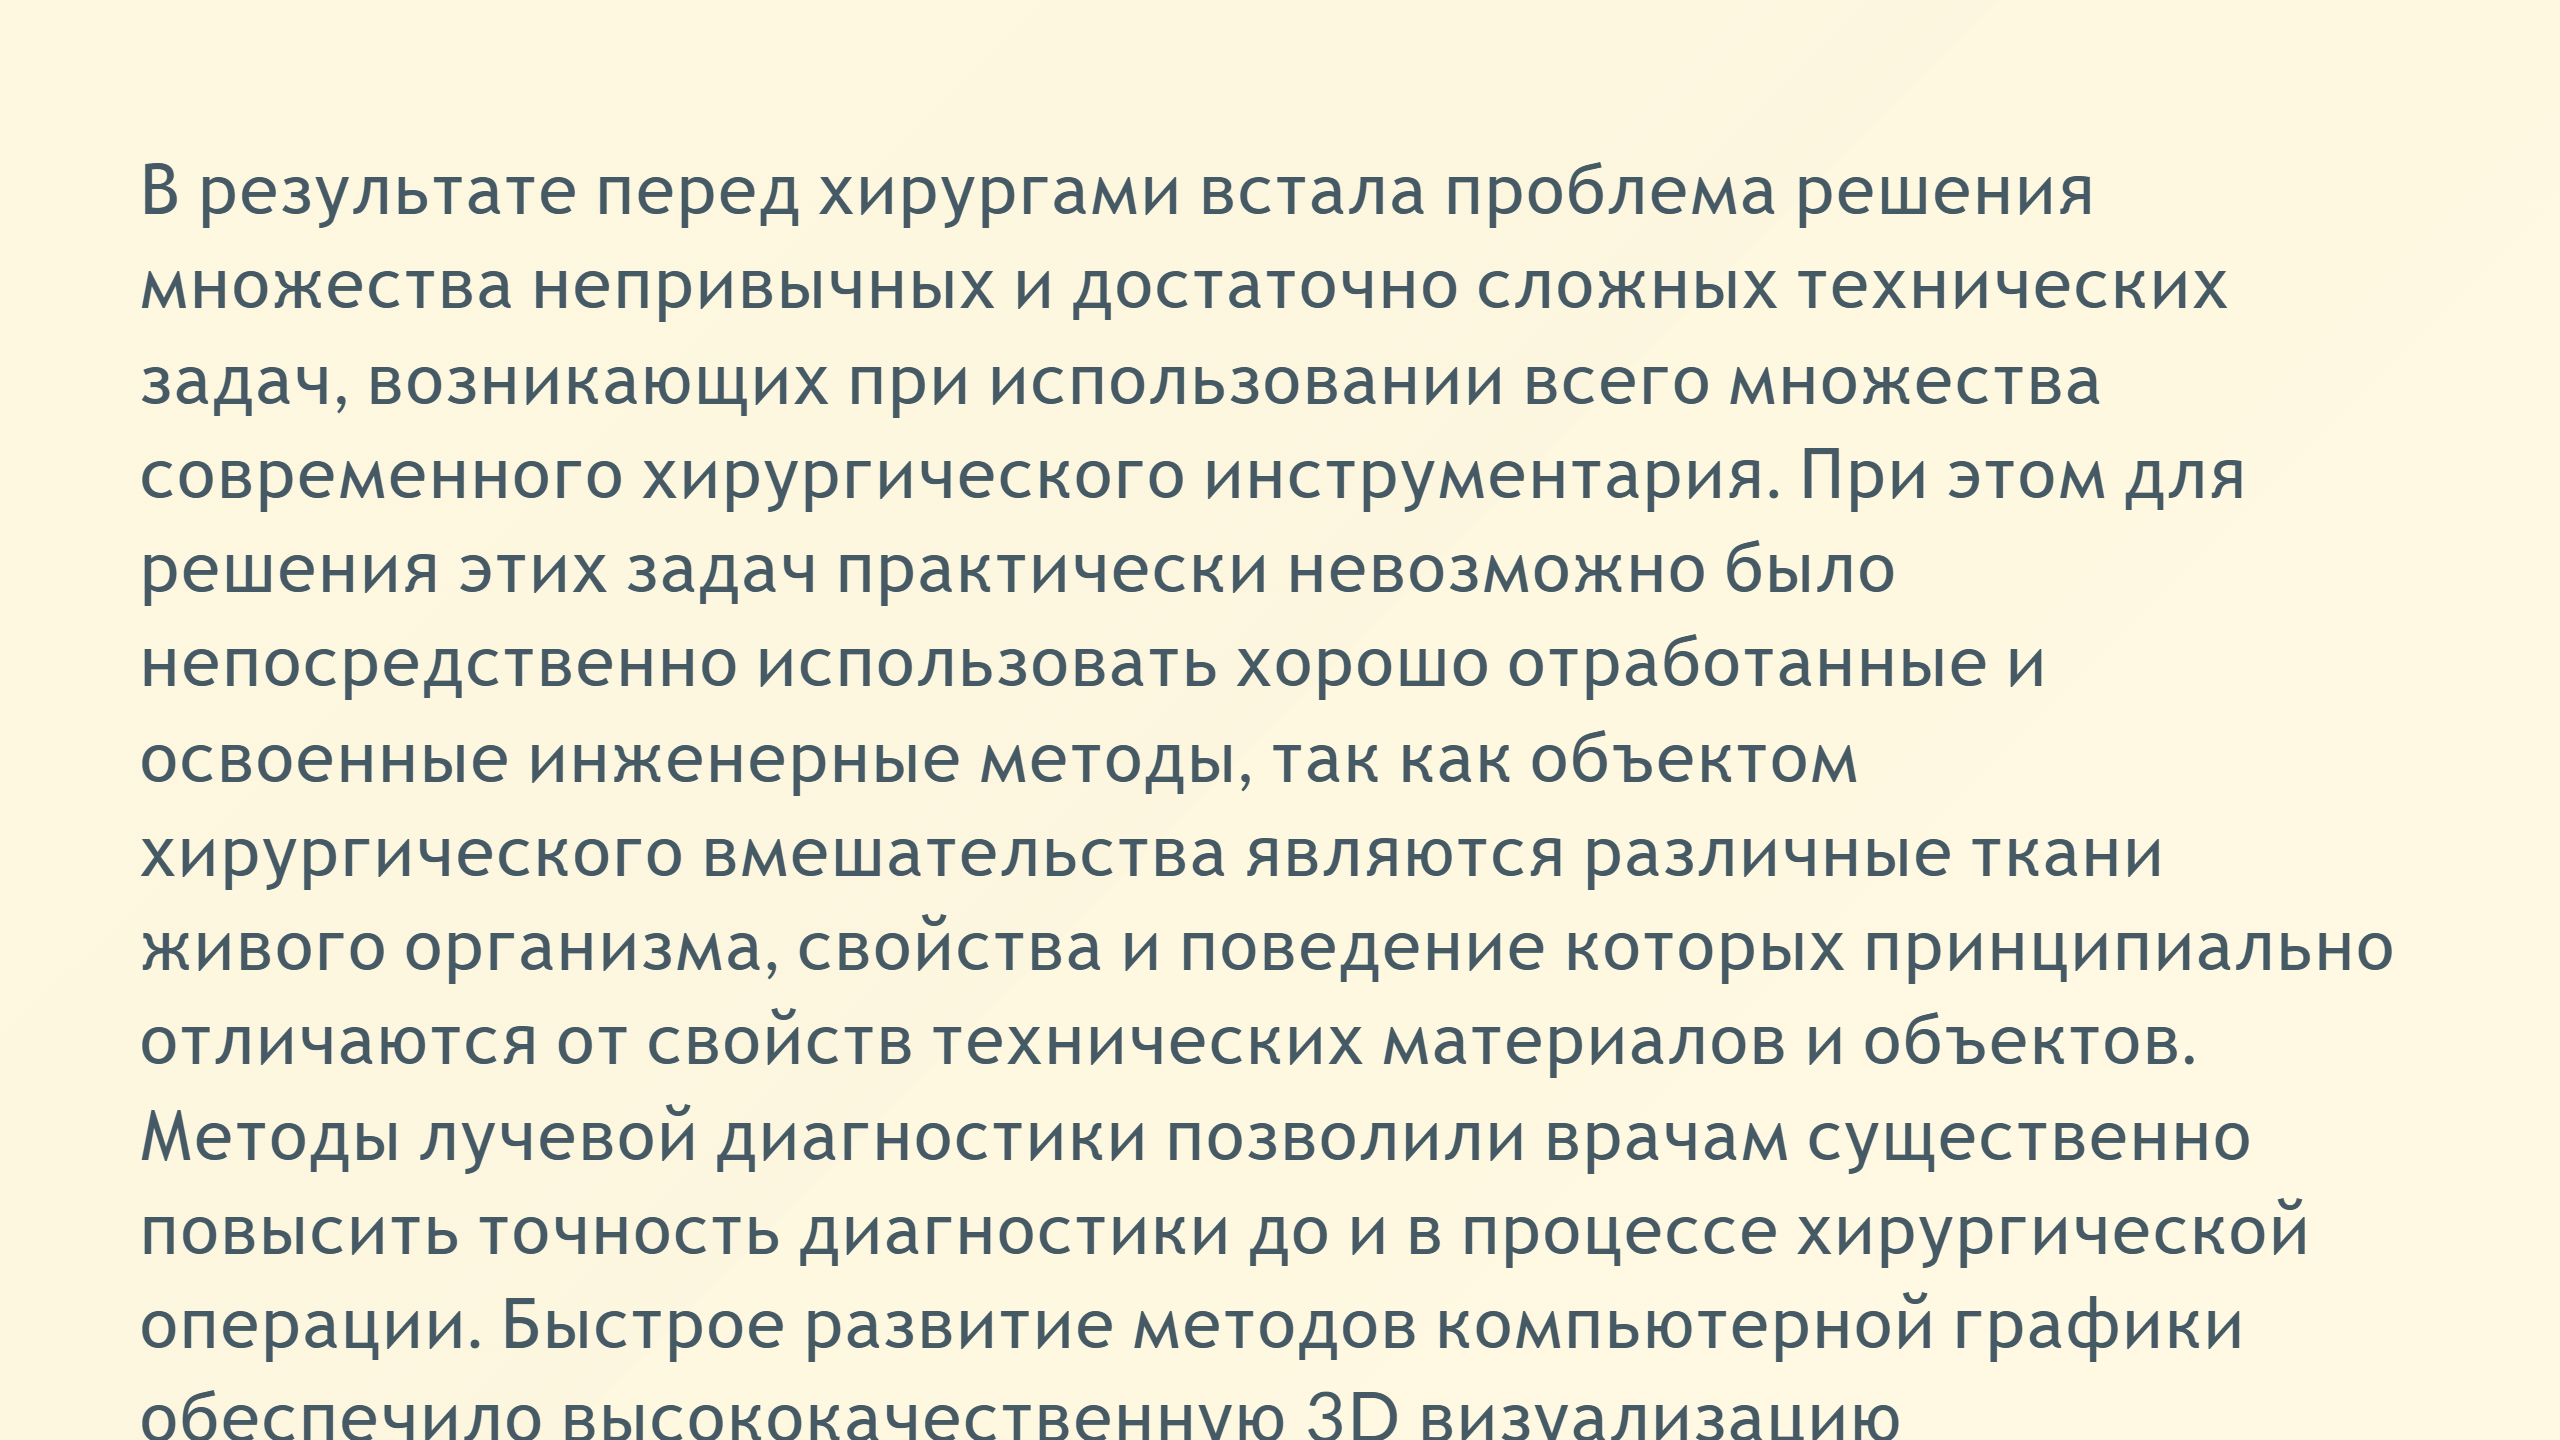 В результате перед хирургами встала проблема решения
множества непривычных и достаточно сложных технических
задач, возникающих при использовании всего множества
современного хирургического инструментария. При этом для
решения этих задач практически невозможно было
непосредственно использовать хорошо отработанные и
освоенные инженерные методы, так как объектом
хирургического вмешательства являются различные ткани
живого организма, свойства и поведение которых принципиально
отличаются от свойств технических материалов и объектов.
Методы лучевой диагностики позволили врачам существенно
повысить точность диагностики до и в процессе хирургической
операции. Быстрое развитие методов компьютерной графики
обеспечило высококачественную 3D визуализацию